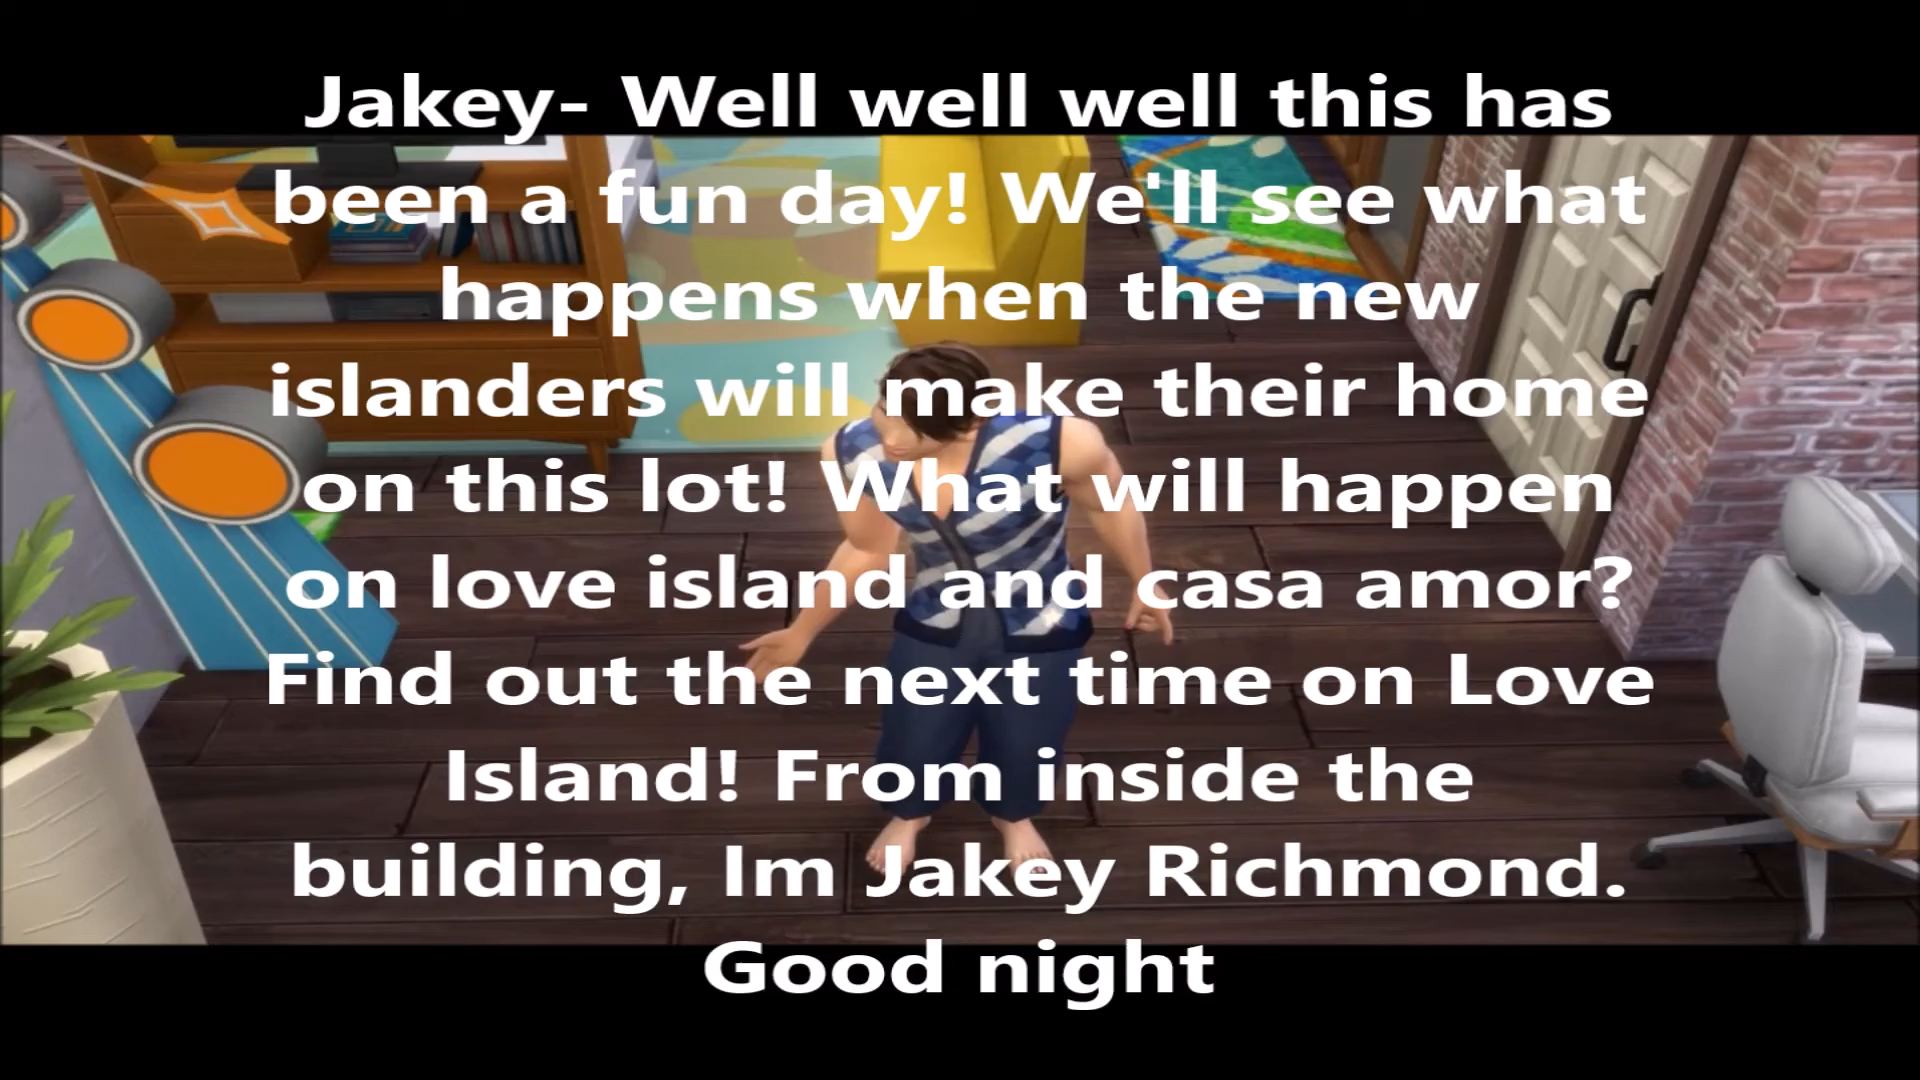 Jakey- Well well well this has
been a fun day! We'll see what
happens when the new
islanders will make their home
on this lot! What will happen
on love island and casa amor?
Find out the next time on Love
Island! From inside the
building, Im Jakey Richmond.
Good night